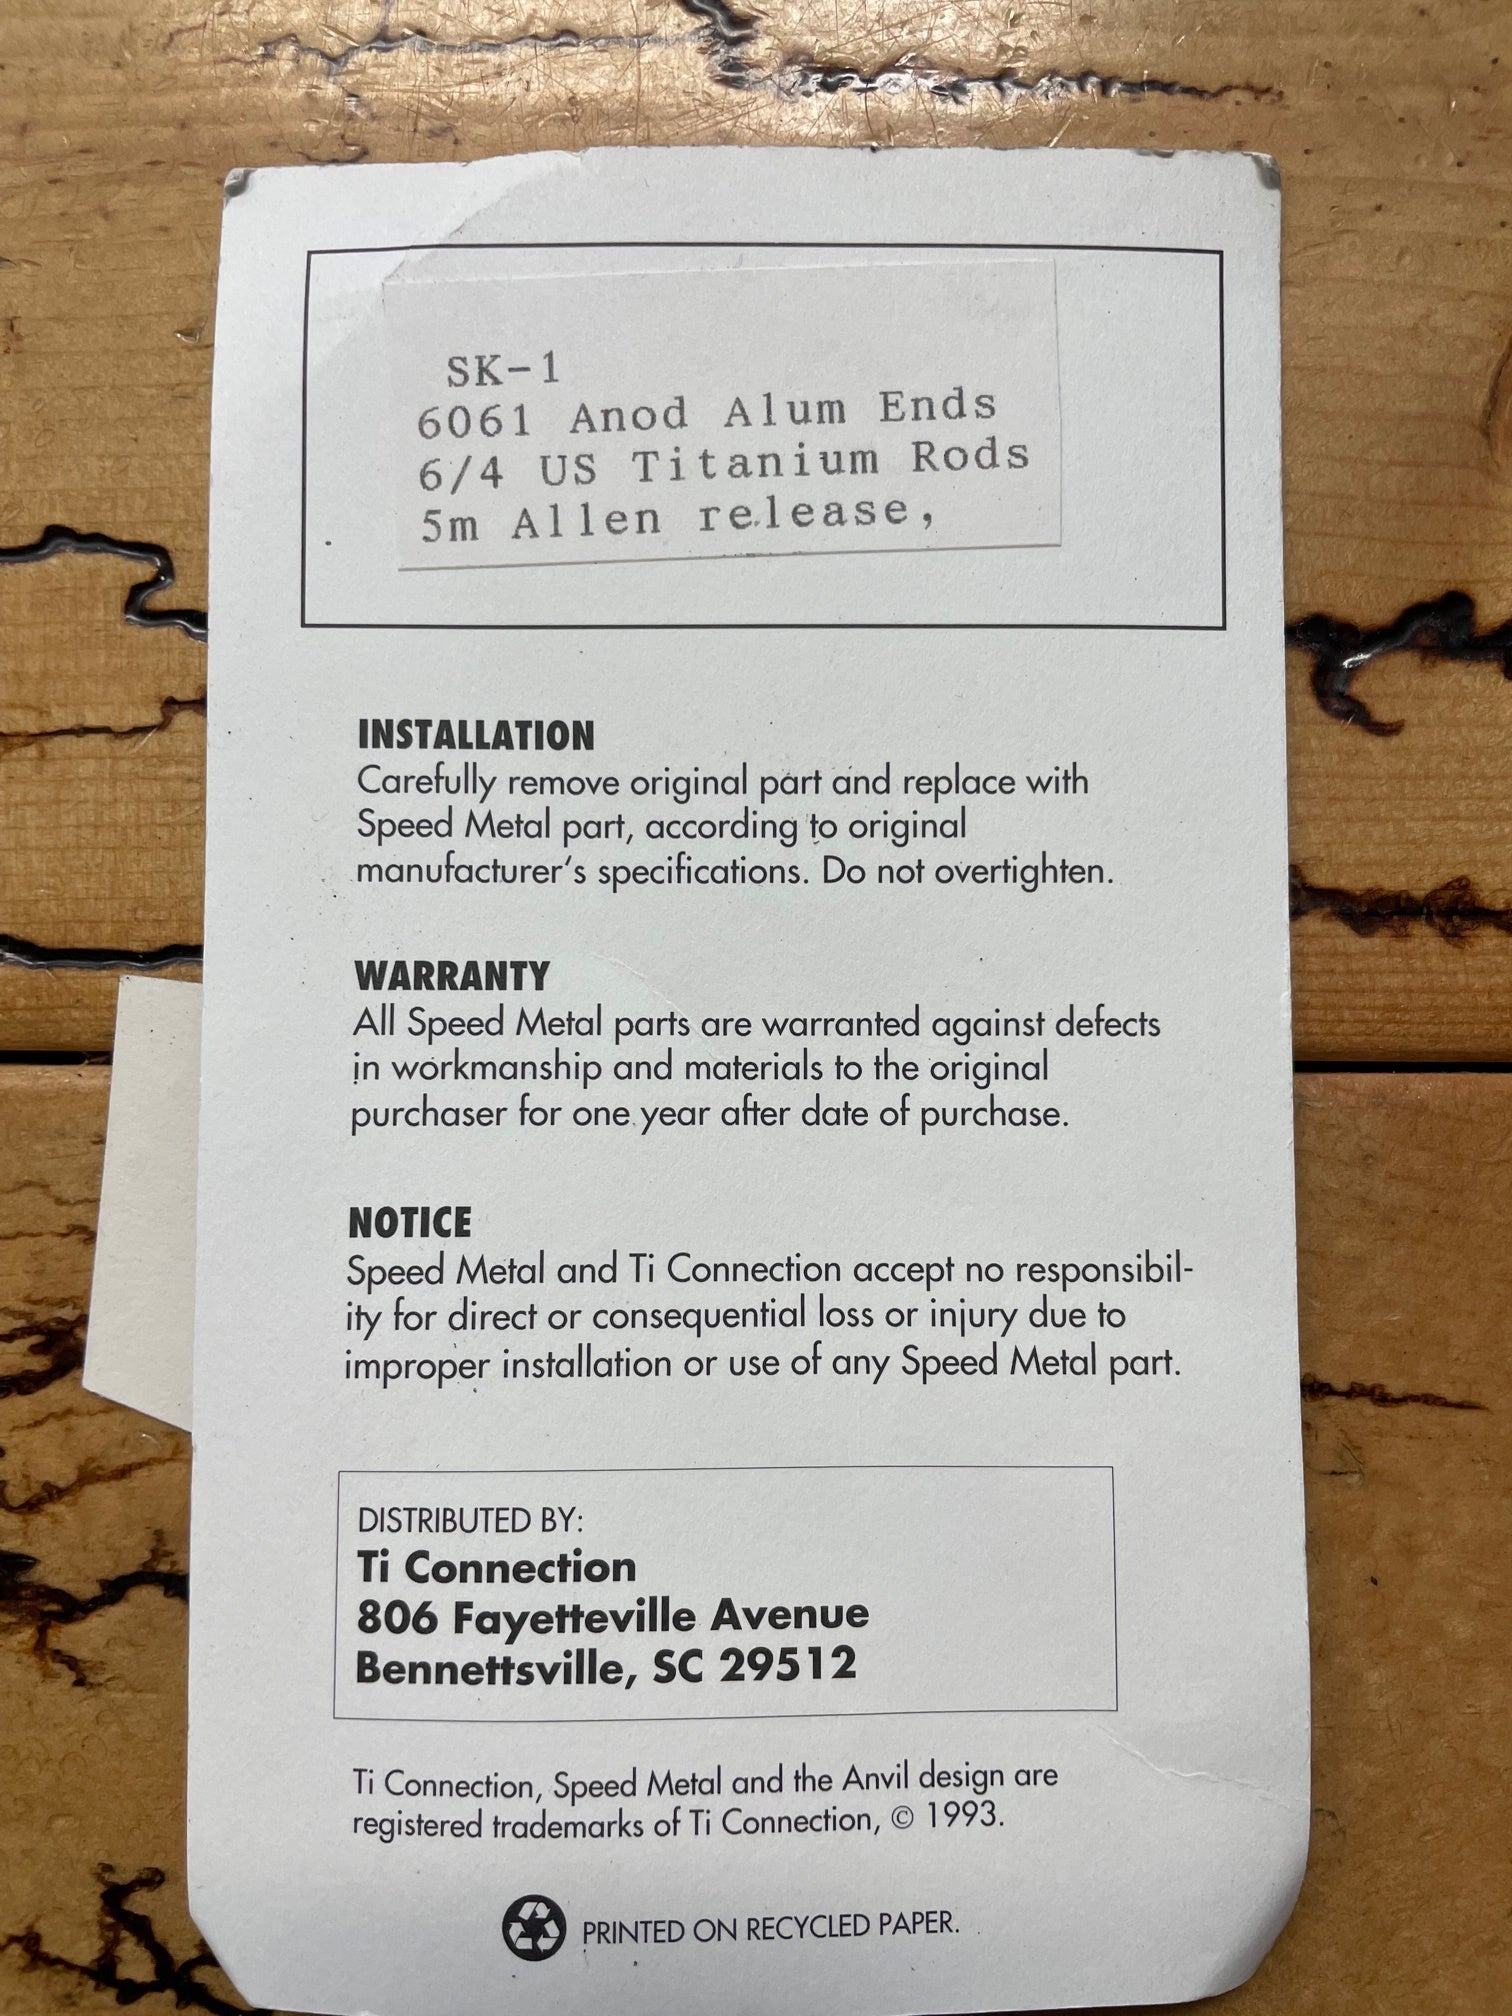 SK-1
6061 Anod Alum Ends
6/4 US Titanium Rods
5m Allen release,
INSTALLATION
Carefully remove original part and replace with
Speed Metal part, according to original
manufacturer's specifications. Do not overtighten.
WARRANTY
All Speed Metal parts are warranted against defects
in workmanship and materials to the original
purchaser for one year after date of purchase.
NOTICE
Speed Metal and Ti Connection accept no responsibil-
ity for direct or consequential loss or injury due to
improper installation or use of any Speed Metal part.
DISTRIBUTED BY:
Ti Connection
806 Fayetteville Avenue
Bennettsville, SC 29512
Ti Connection, Speed Metal and the Anvil design are
registered trademarks of Ti Connection, © 1993.
PRINTED ON RECYCLED PAPER.